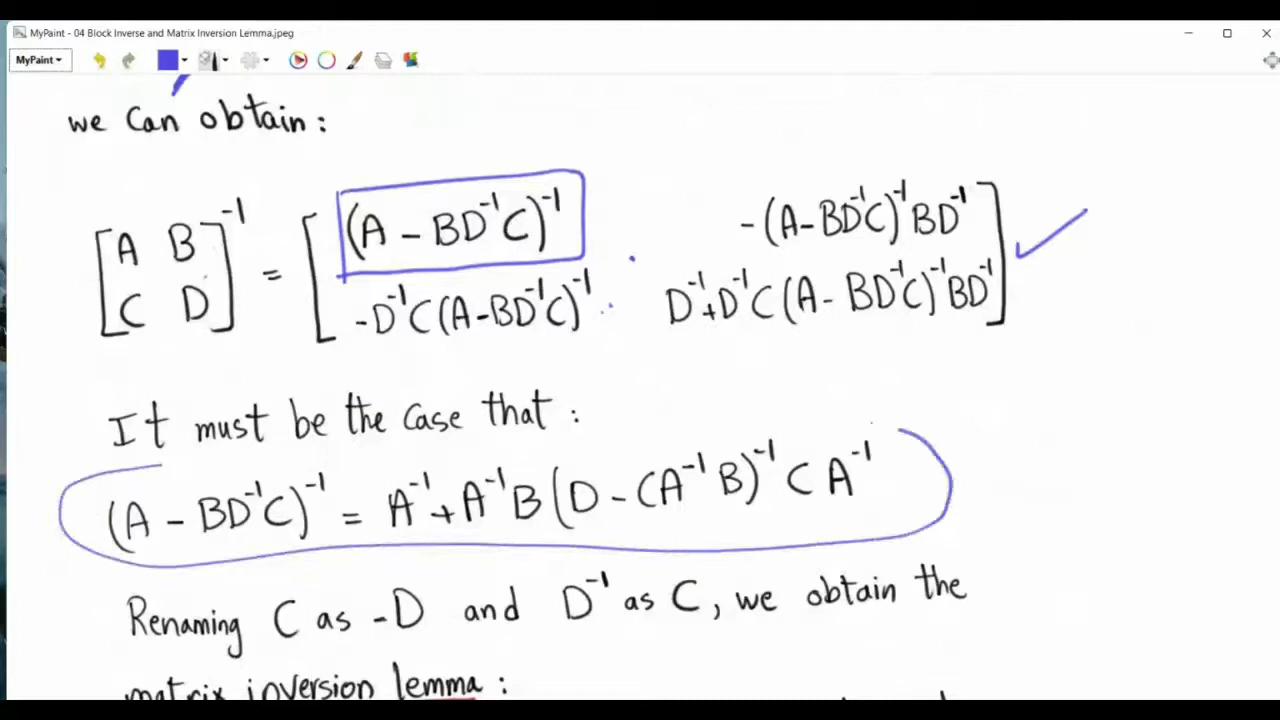 MyPaint - 04 Block Inverse and Matrix Inversion Lemma.jpeg
MyPaint
we can obtain:
[A B; C D]⁻¹ = [(A - BD⁻¹C)⁻¹ -(A-BD⁻¹C)⁻¹BD⁻¹; -D⁻¹C(A-BD⁻¹C)⁻¹ D⁻¹+D⁻¹C(A- BD⁻¹C)⁻¹BD⁻¹]
It must be the case that :
(A - BD⁻¹C)⁻¹ = A⁻¹+A⁻¹B(D - CA⁻¹B)⁻¹CA⁻¹
Renaming C as -D and D⁻¹ as C, we obtain the
matrix inversion lemma :